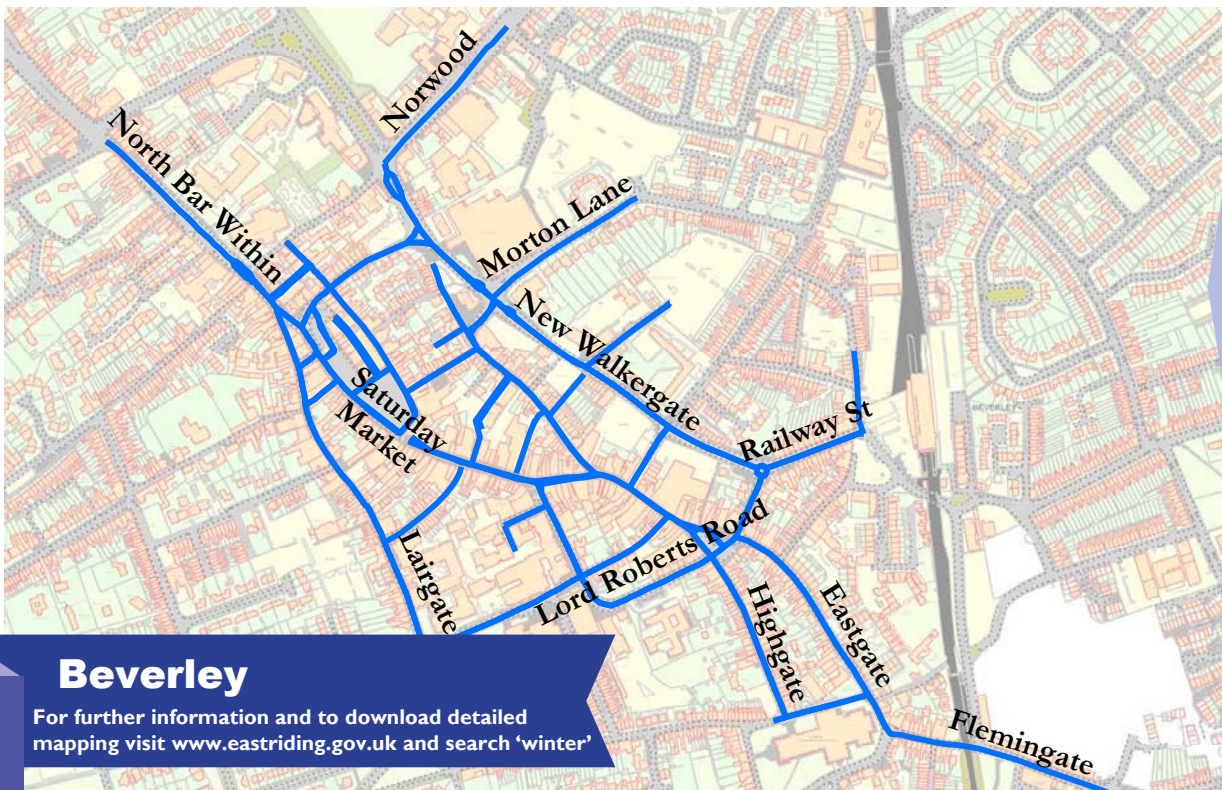 Norwood
North Bar Within
Morton Lane
New Walkergate
Saturday
Market
Railway St
Lairgate
Lord Roberts Road
Highgate
Eastgate
Flemingate
Beverley
For further information and to download detailed
mapping visit www.eastriding.gov.uk and search ‘winter’